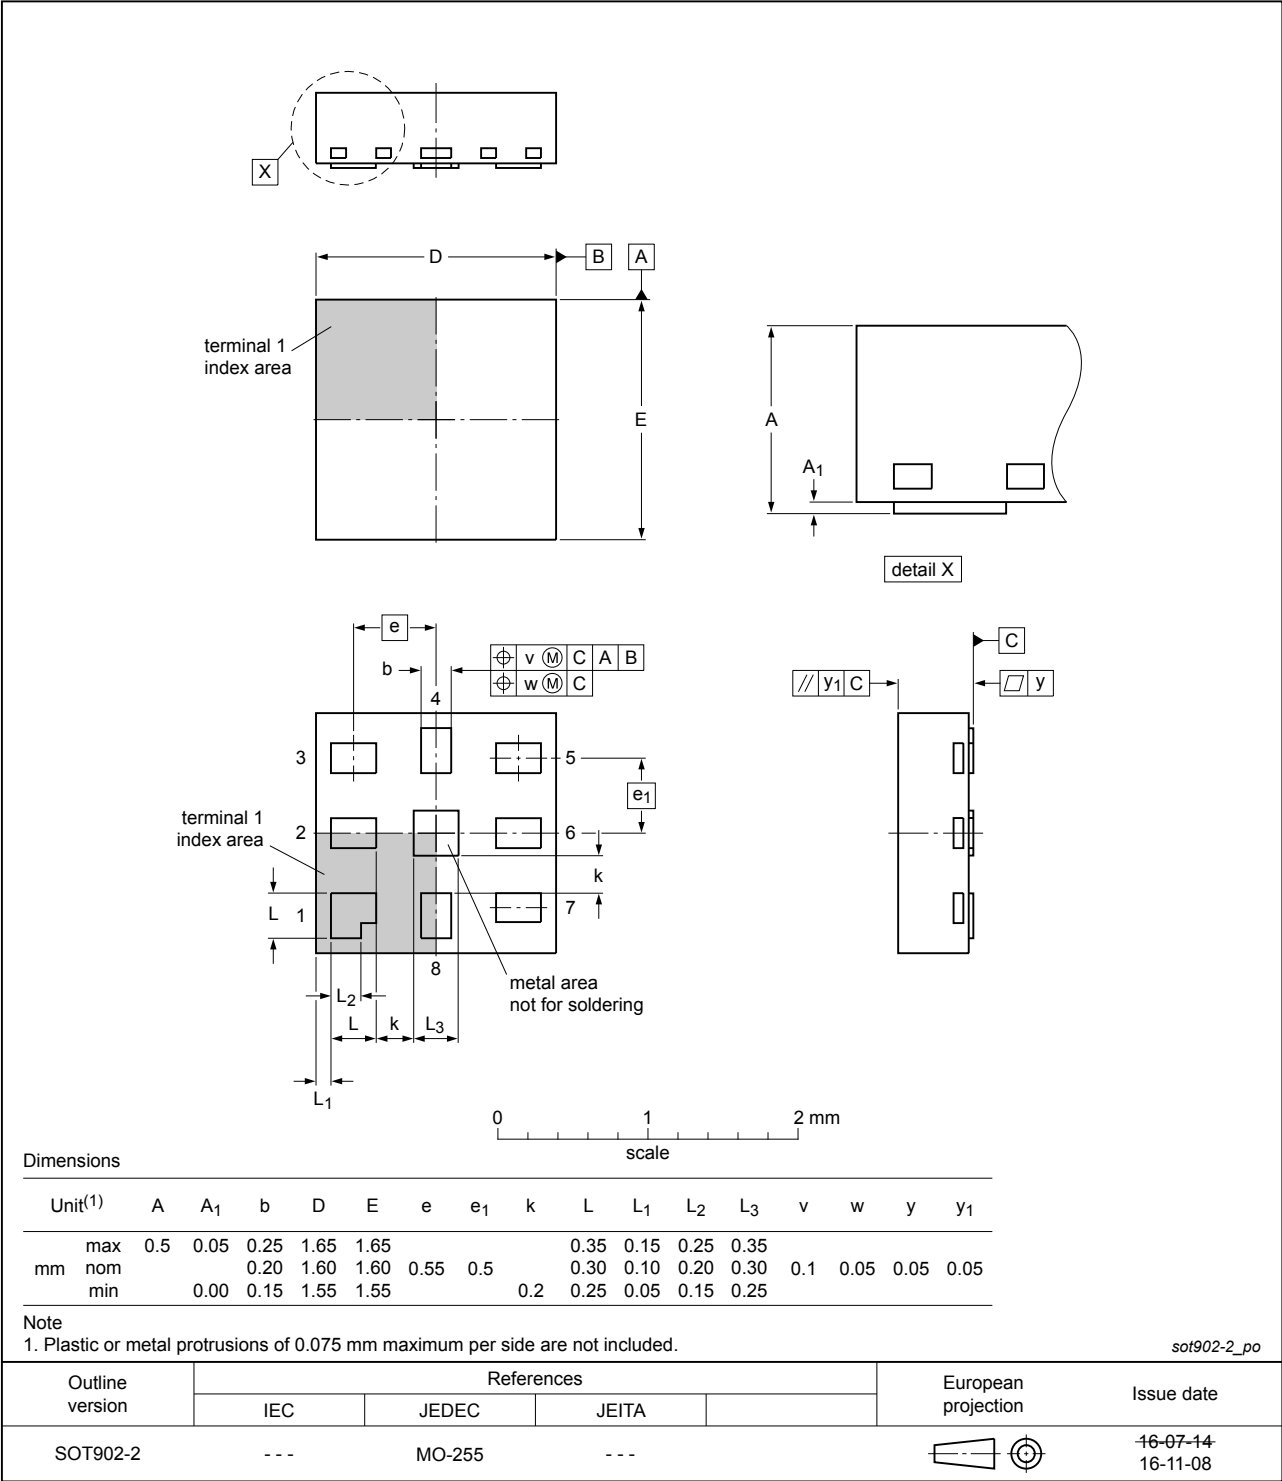 X
D
B
A
terminal 1
index area
E
A
A1
detail X
e
b
v M C A B
w M C
4
3
5
e1
terminal 1
index area
2
6
k
L
1
7
8
metal area
not for soldering
L2
L k L3
L1
C
// y1 C
y
0 1 2 mm
scale
Dimensions
Unit(1) A A1 b D E e e1 k L L1 L2 L3 v w y y1
max 0.5 0.05 0.25 1.65 1.65 0.35 0.15 0.25 0.35
mm nom 0.20 1.60 1.60 0.55 0.5 0.30 0.10 0.20 0.30 0.1 0.05 0.05 0.05
min 0.00 0.15 1.55 1.55 0.2 0.25 0.05 0.15 0.25
Note
1. Plastic or metal protrusions of 0.075 mm maximum per side are not included.
sot902-2_po
Outline
version
References
European
projection
Issue date
IEC JEDEC JEITA
SOT902-2 - - - MO-255 - - -
16-07-14
16-11-08